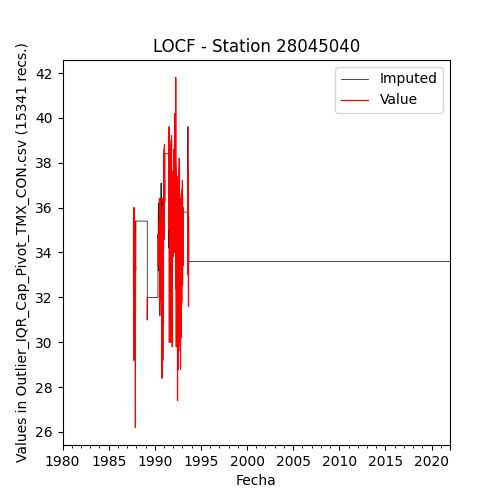 LOCF - Station 28045040
Imputed
Value
Values in Outlier_IQR_Cap_Pivot_TMX_CON.csv (15341 recs.)
42
40
38
36
34
32
30
28
26
1980 1985 1990 1995 2000 2005 2010 2015 2020
Fecha